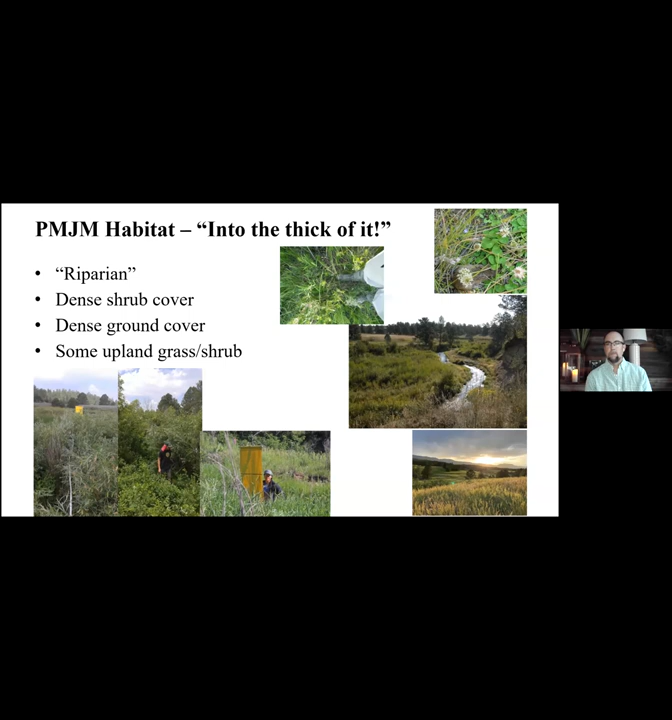 PMJM Habitat – “Into the thick of it!”
• “Riparian”
• Dense shrub cover
• Dense ground cover
• Some upland grass/shrub